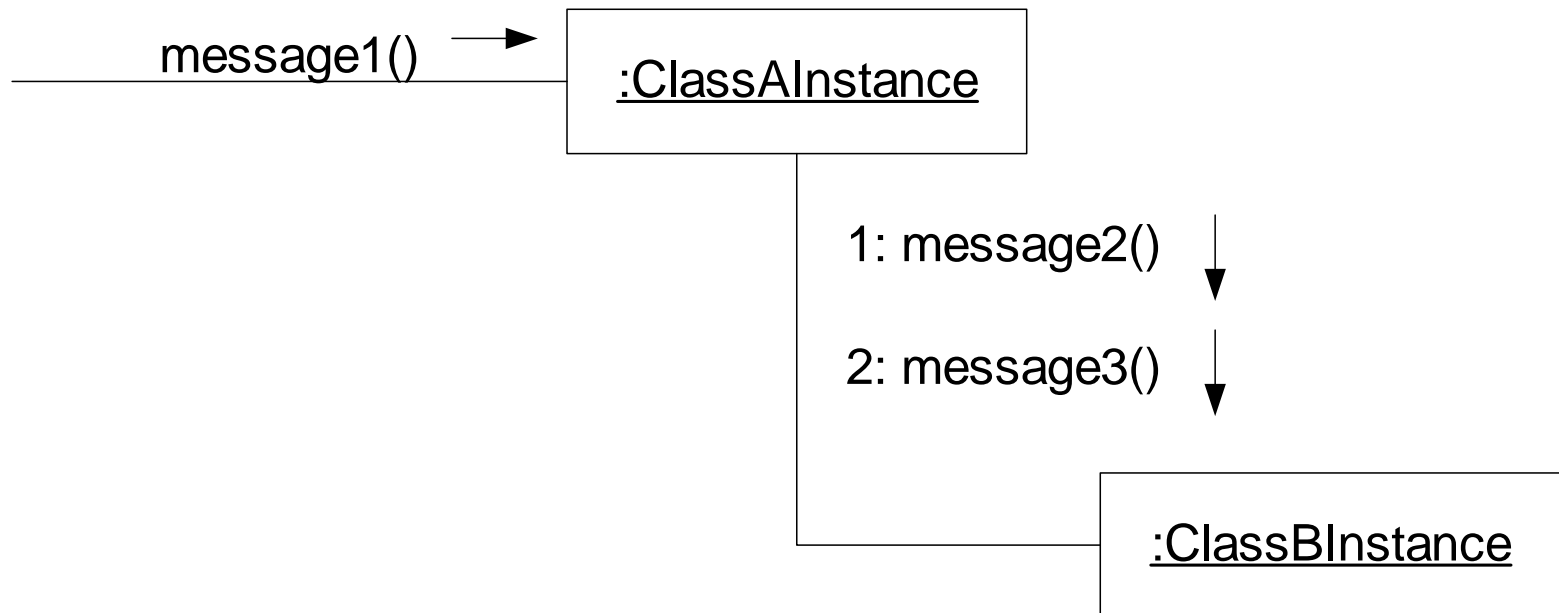 message1()
:ClassAInstance
1: message2()
2: message3()
:ClassBInstance